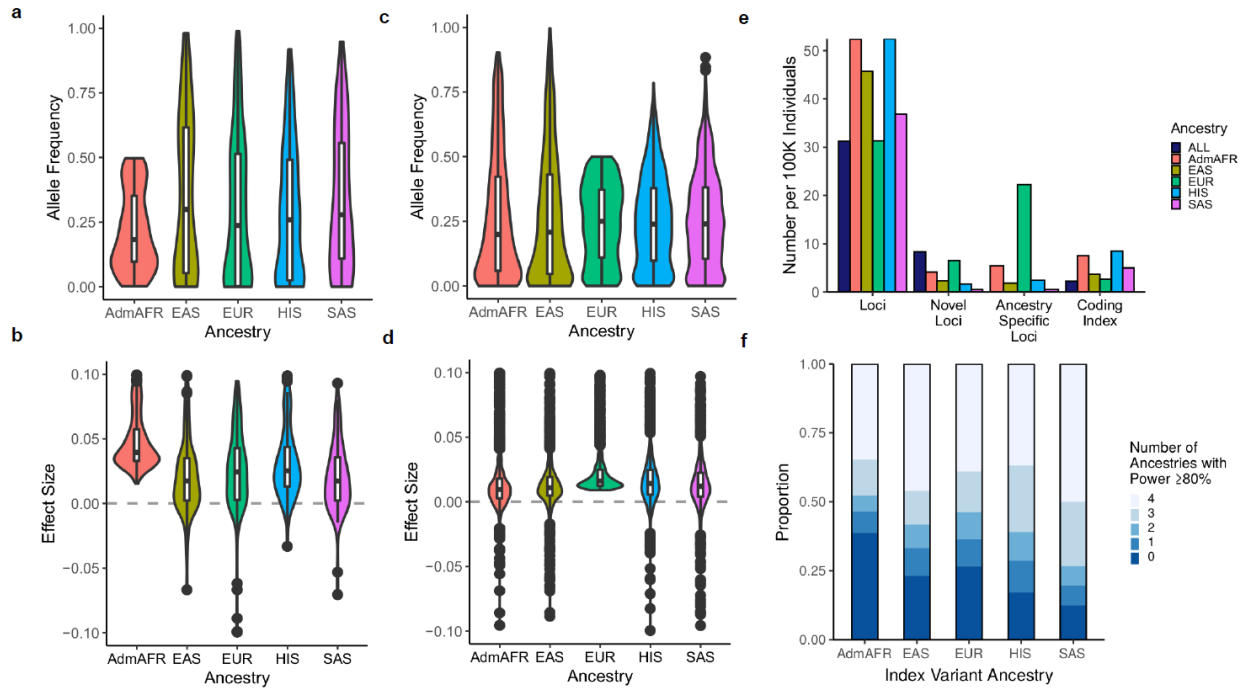 a
1.00
0.75
0.50
0.25
0.00
Allele Frequency
AdmAFR EAS EUR HIS SAS
Ancestry
b
0.10
0.05
0.00
−0.05
−0.10
Effect Size
AdmAFR EAS EUR HIS SAS
Ancestry
c
1.00
0.75
0.50
0.25
0.00
Allele Frequency
AdmAFR EAS EUR HIS SAS
Ancestry
d
0.10
0.05
0.00
−0.05
−0.10
Effect Size
AdmAFR EAS EUR HIS SAS
Ancestry
e
50
40
30
20
10
0
Number per 100K Individuals
Loci Novel Ancestry Coding
Loci Specific Index
Loci
Ancestry
ALL
AdmAFR
EAS
EUR
HIS
SAS
f
1.00
0.75
0.50
0.25
0.00
Proportion
AdmAFR EAS EUR HIS SAS
Index Variant Ancestry
Number of
Ancestries with
Power ≥80%
4
3
2
1
0